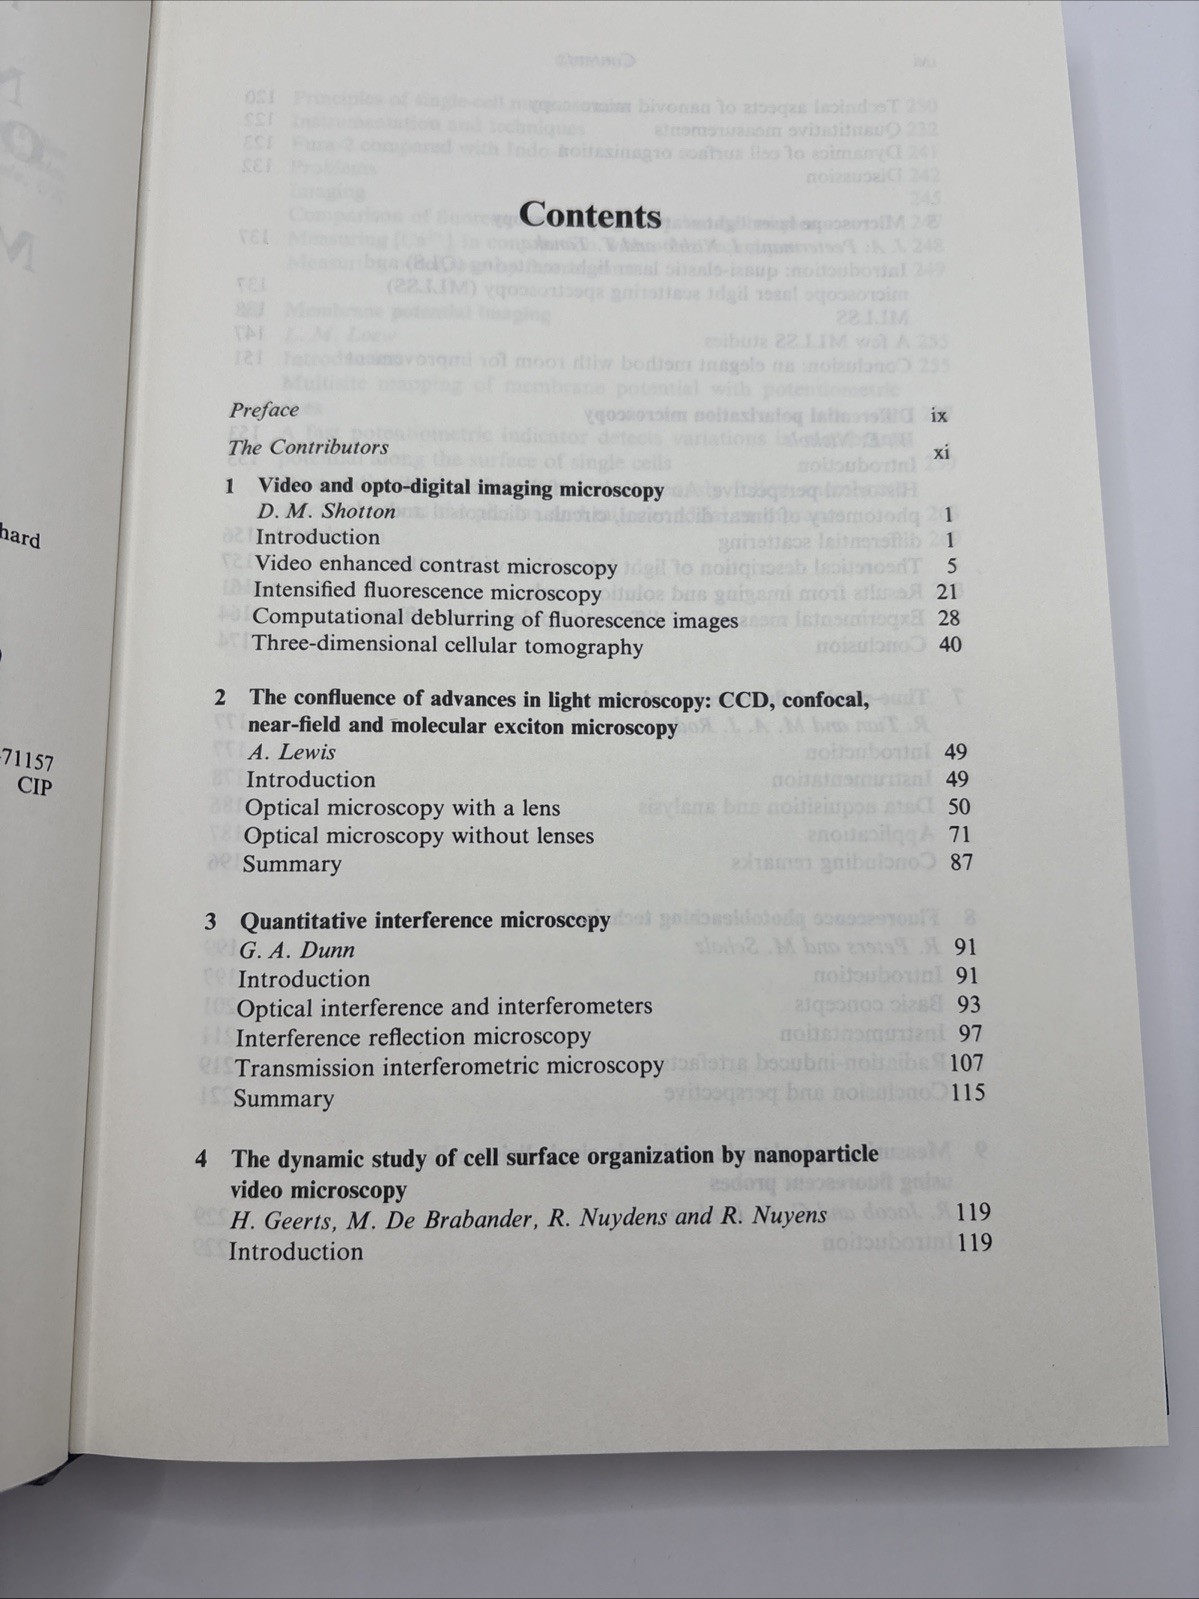 hard
71157
CIP
Contents
Preface ix
The Contributors xi
1 Video and opto-digital imaging microscopy
D. M. Shotton 1
Introduction 1
Video enhanced contrast microscopy 5
Intensified fluorescence microscopy 21
Computational deblurring of fluorescence images 28
Three-dimensional cellular tomography 40
2 The confluence of advances in light microscopy: CCD, confocal,
near-field and molecular exciton microscopy
A. Lewis 49
Introduction 49
Optical microscopy with a lens 50
Optical microscopy without lenses 71
Summary 87
3 Quantitative interference microscopy
G. A. Dunn 91
Introduction 91
Optical interference and interferometers 93
Interference reflection microscopy 97
Transmission interferometric microscopy 107
Summary 115
4 The dynamic study of cell surface organization by nanoparticle
video microscopy
H. Geerts, M. De Brabander, R. Nuydens and R. Nuyens 119
Introduction 119